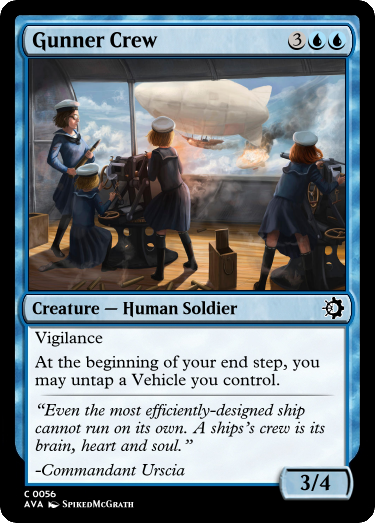 Gunner Crew 3
Creature — Human Soldier
Vigilance
At the beginning of your end step, you
may untap a Vehicle you control.
“Even the most efficiently-designed ship
cannot run on its own. A ships's crew is its
brain, heart and soul.”
-Commandant Urscia
3/4
C 0056
AVA SpikedMcGrath